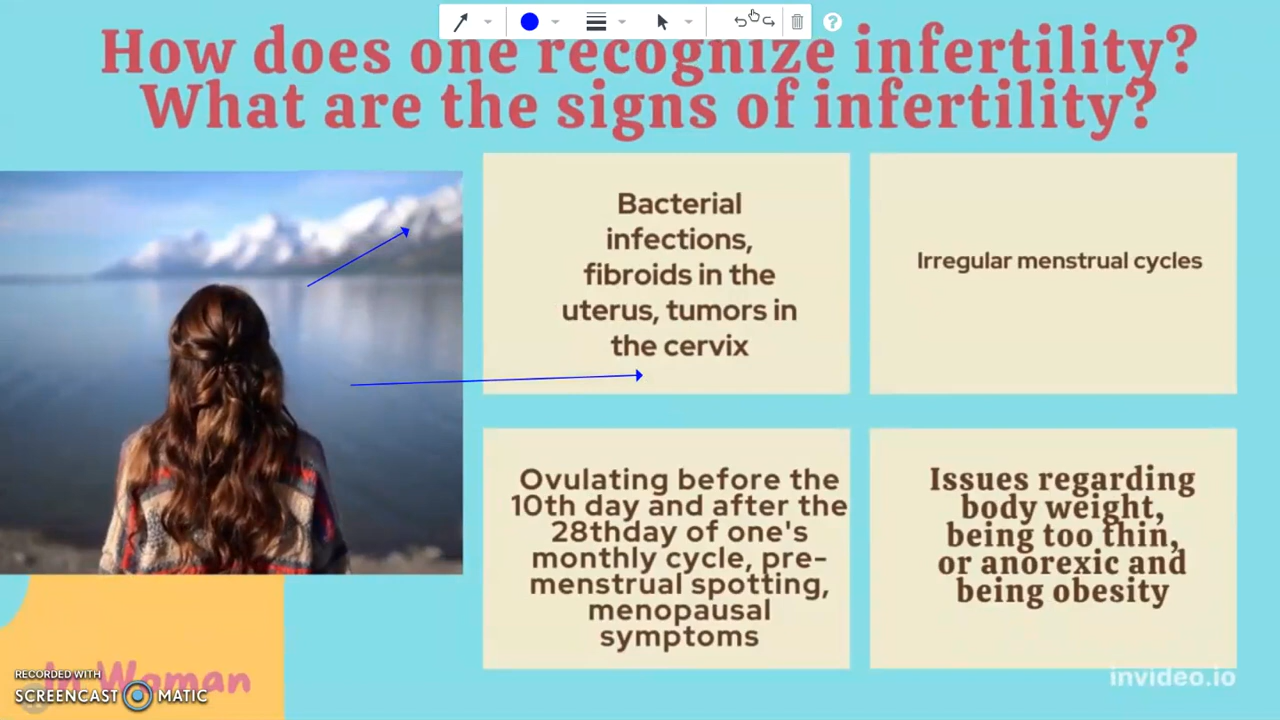 How does one recognize infertility?
What are the signs of infertility?
Bacterial
infections,
fibroids in the
uterus, tumors in
the cervix
Irregular menstrual cycles
Ovulating before the
10th day and after the
28thday of one's
monthly cycle, pre-
menstrual spotting,
menopausal
symptoms
Issues regarding
body weight,
being too thin,
or anorexic and
being obesity
In Woman
RECORDED WITH
SCREENCAST MATIC
invideo.io